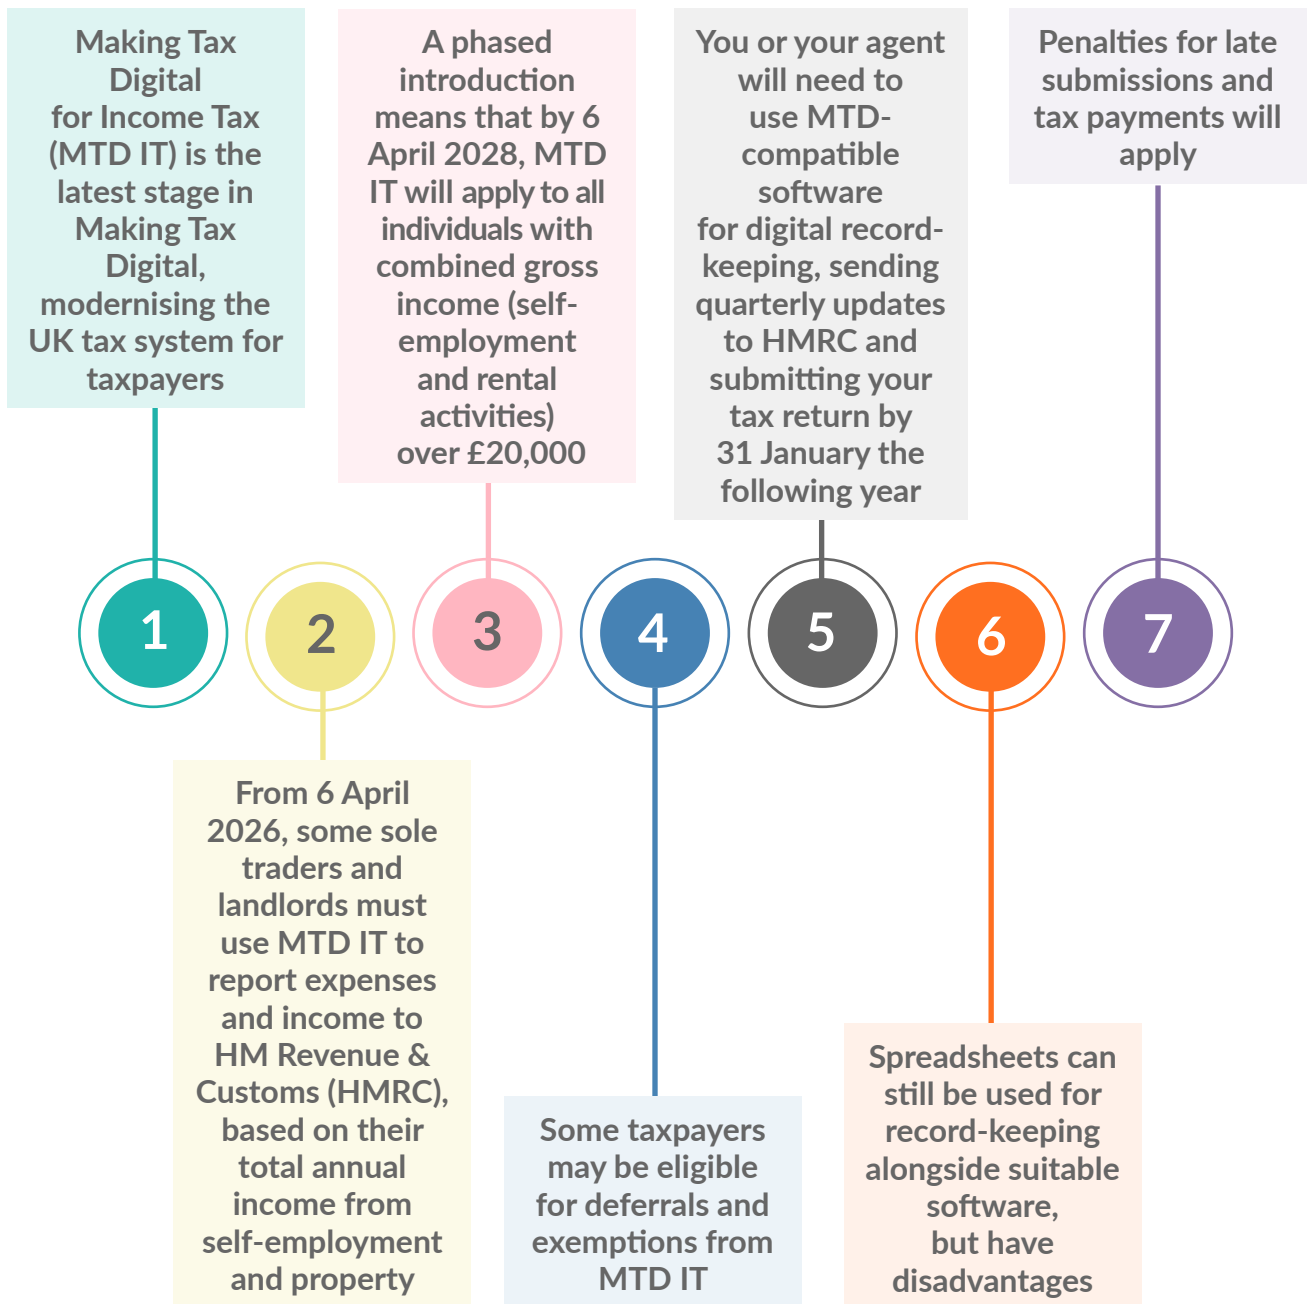 Making Tax
Digital
for Income Tax
(MTD IT) is the
latest stage in
Making Tax
Digital,
modernising the
UK tax system for
taxpayers
A phased
introduction
means that by 6
April 2028, MTD
IT will apply to all
individuals with
combined gross
income (self-
employment
and rental
activities)
over £20,000
You or your agent
will need to
use MTD-
compatible
software
for digital record-
keeping, sending
quarterly updates
to HMRC and
submitting your
tax return by
31 January the
following year
Penalties for late
submissions and
tax payments will
apply
1
2
3
4
5
6
7
From 6 April
2026, some sole
traders and
landlords must
use MTD IT to
report expenses
and income to
HM Revenue &
Customs (HMRC),
based on their
total annual
income from
self-employment
and property
Some taxpayers
may be eligible
for deferrals and
exemptions from
MTD IT
Spreadsheets can
still be used for
record-keeping
alongside suitable
software,
but have
disadvantages